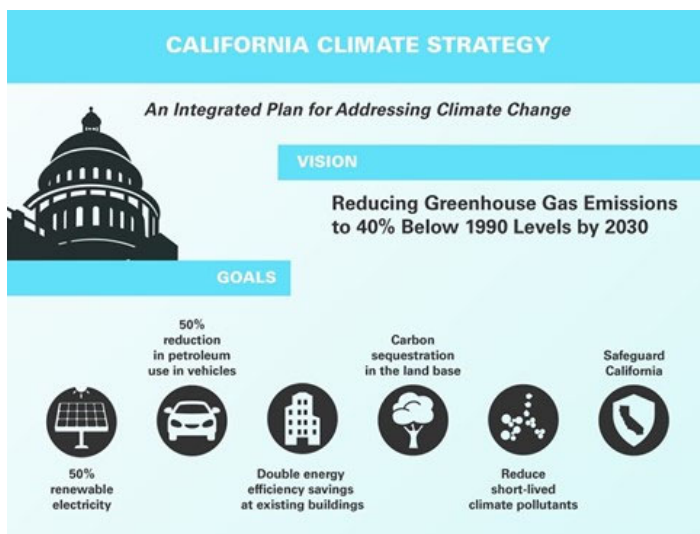 CALIFORNIA CLIMATE STRATEGY
An Integrated Plan for Addressing Climate Change
VISION
Reducing Greenhouse Gas Emissions
to 40% Below 1990 Levels by 2030
GOALS
50%
renewable
electricity
50%
reduction
in petroleum
use in vehicles
Double energy
efficiency savings
at existing buildings
Carbon
sequestration
in the land base
Reduce
short-lived
climate pollutants
Safeguard
California